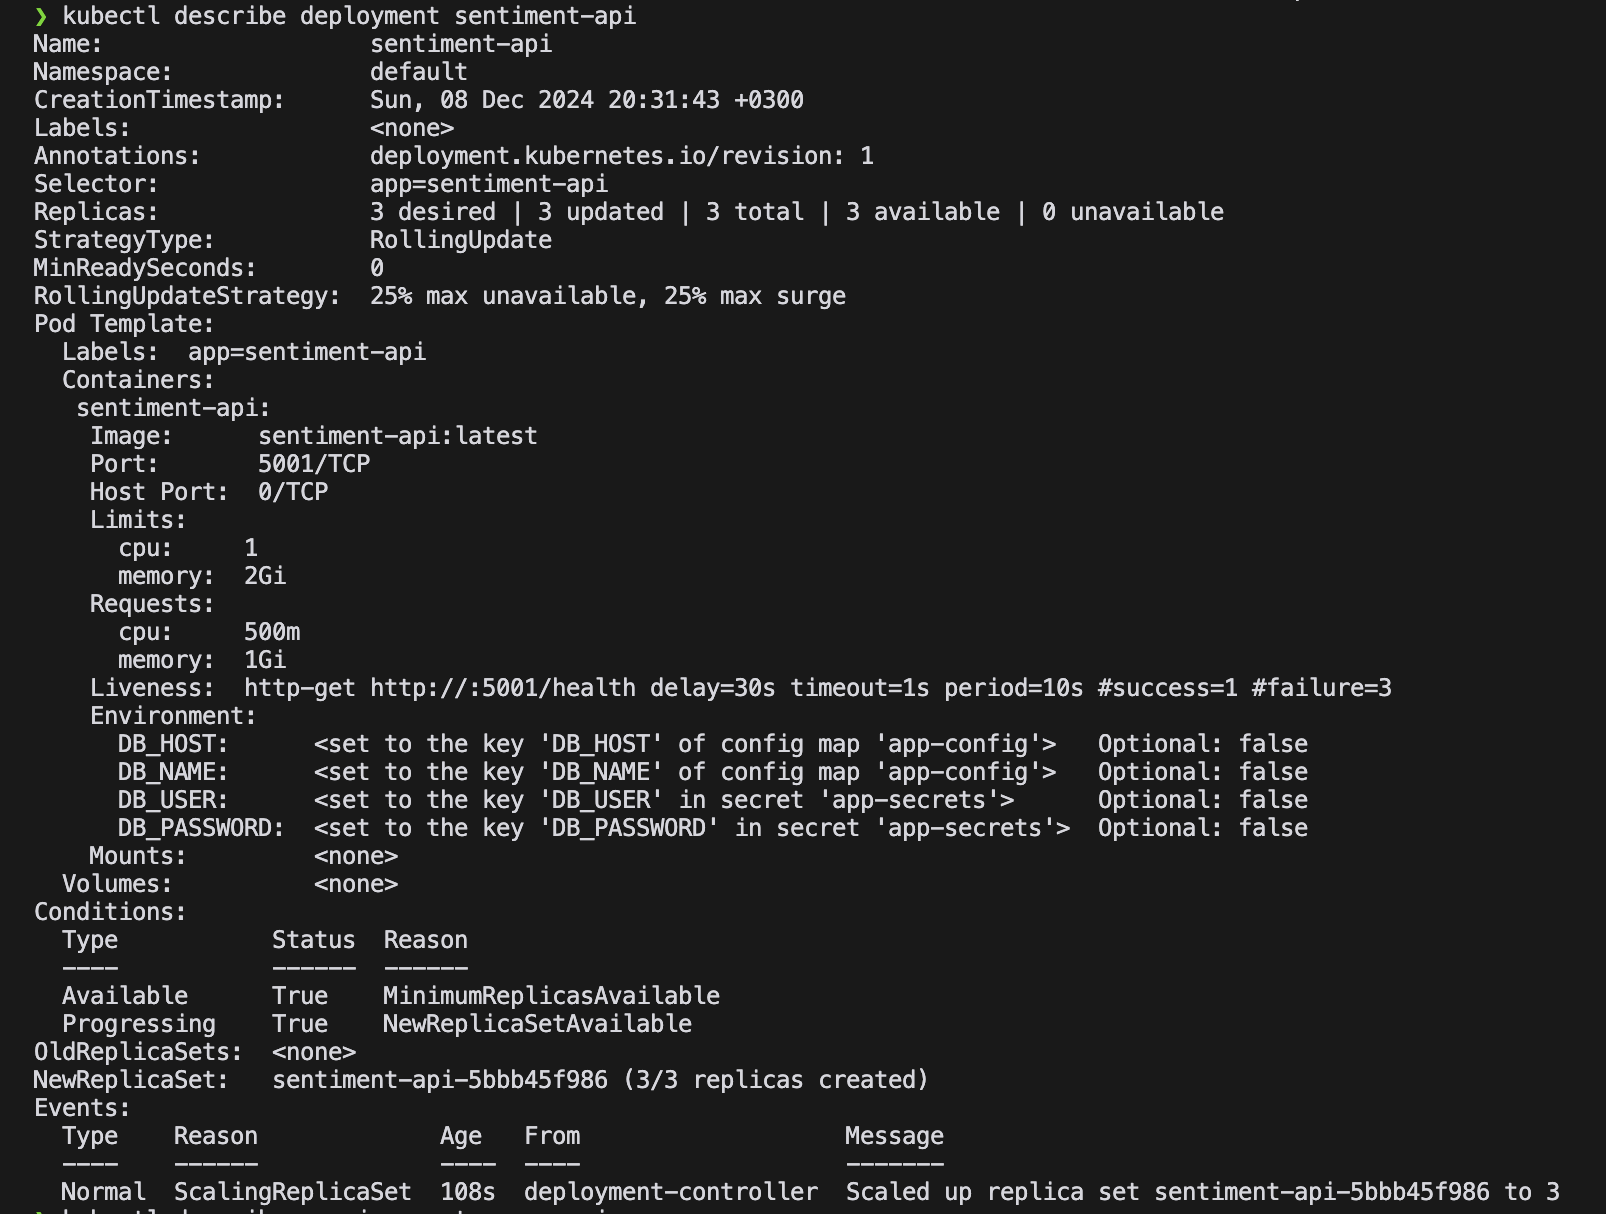 ❯ kubectl describe deployment sentiment-api
Name:                   sentiment-api
Namespace:              default
CreationTimestamp:      Sun, 08 Dec 2024 20:31:43 +0300
Labels:                 <none>
Annotations:            deployment.kubernetes.io/revision: 1
Selector:               app=sentiment-api
Replicas:               3 desired | 3 updated | 3 total | 3 available | 0 unavailable
StrategyType:           RollingUpdate
MinReadySeconds:        0
RollingUpdateStrategy:  25% max unavailable, 25% max surge
Pod Template:
  Labels:  app=sentiment-api
  Containers:
   sentiment-api:
    Image:      sentiment-api:latest
    Port:       5001/TCP
    Host Port:  0/TCP
    Limits:
      cpu:     1
      memory:  2Gi
    Requests:
      cpu:     500m
      memory:  1Gi
    Liveness:  http-get http://:5001/health delay=30s timeout=1s period=10s #success=1 #failure=3
    Environment:
      DB_HOST:      <set to the key 'DB_HOST' of config map 'app-config'>   Optional: false
      DB_NAME:      <set to the key 'DB_NAME' of config map 'app-config'>   Optional: false
      DB_USER:      <set to the key 'DB_USER' in secret 'app-secrets'>      Optional: false
      DB_PASSWORD:  <set to the key 'DB_PASSWORD' in secret 'app-secrets'>  Optional: false
    Mounts:         <none>
  Volumes:          <none>
Conditions:
  Type           Status  Reason
  ----           ------  ------
  Available      True    MinimumReplicasAvailable
  Progressing    True    NewReplicaSetAvailable
OldReplicaSets:  <none>
NewReplicaSet:   sentiment-api-5bbb45f986 (3/3 replicas created)
Events:
  Type    Reason             Age   From                   Message
  ----    ------             ----  ----                   -------
  Normal  ScalingReplicaSet  108s  deployment-controller  Scaled up replica set sentiment-api-5bbb45f986 to 3